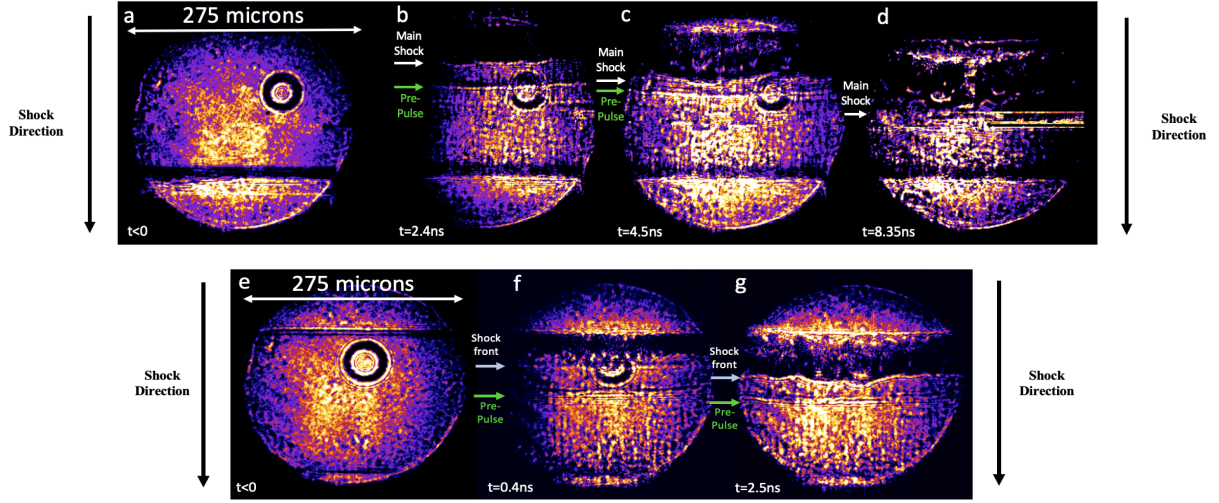 a
275 microns
b
c
d
Main
Shock
Pre-
Pulse
Main
Shock
Pre-
Pulse
Main
Shock
Shock
Direction
Shock
Direction
t<0
t=2.4ns
t=4.5ns
t=8.35ns
e
275 microns
f
g
Shock
front
Pre-
Pulse
Shock
front
Pre-
Pulse
Shock
Direction
Shock
Direction
t<0
t=0.4ns
t=2.5ns